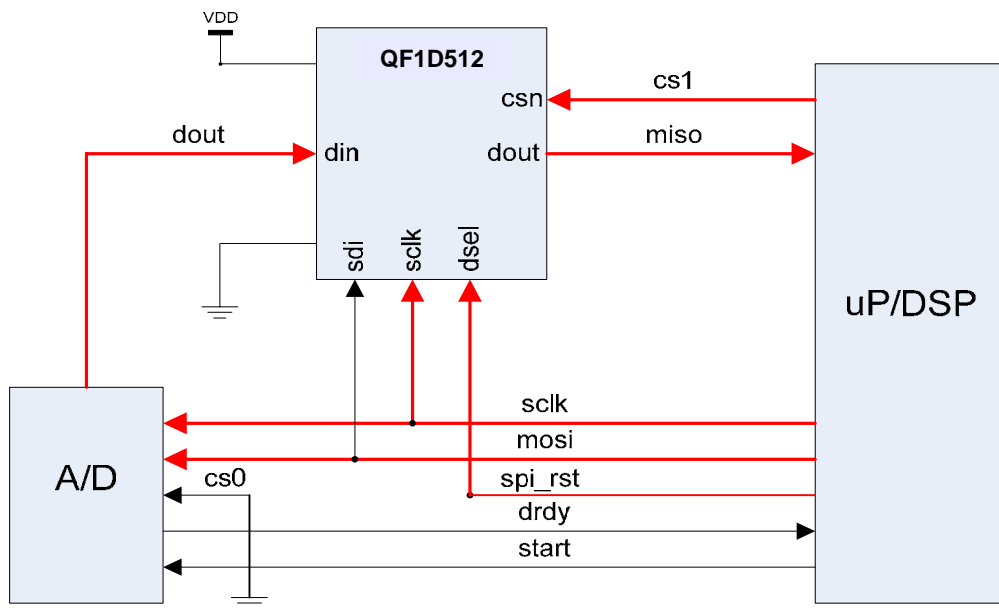 VDD
QF1D512
csn
cs1
dout
din
dout
miso
sdi
sclk
dsel
uP/DSP
A/D
sclk
mosi
cs0
spi_rst
drdy
start